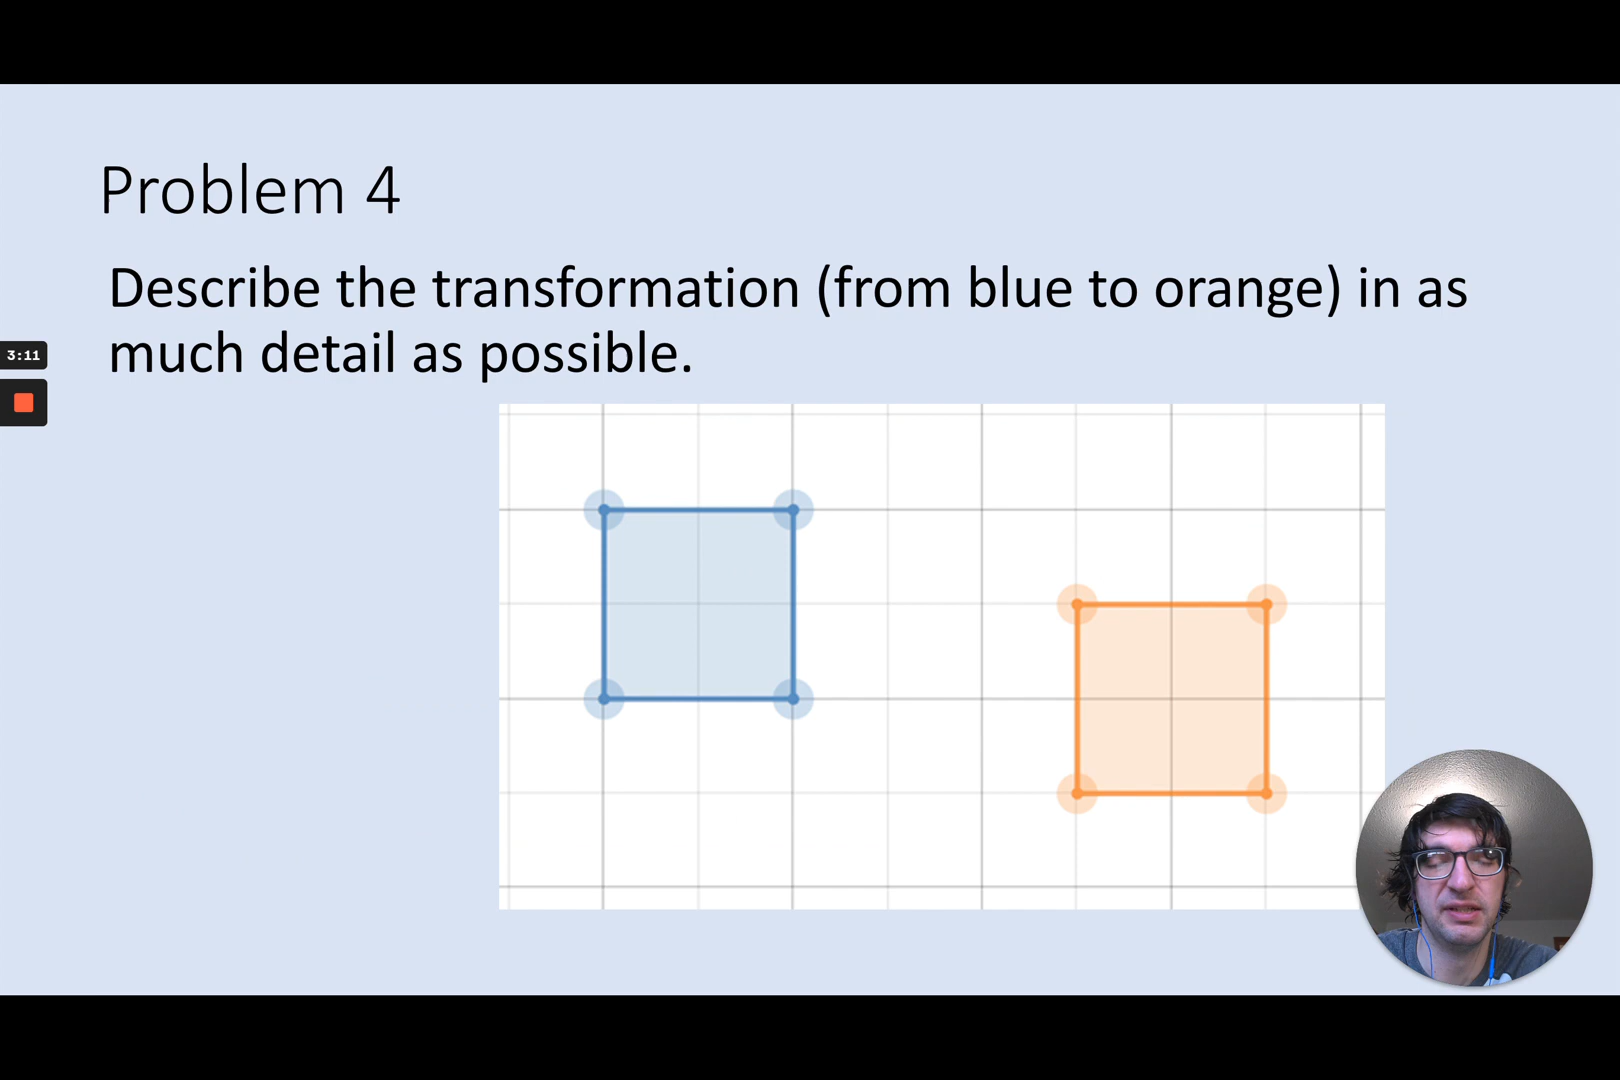 Problem 4
Describe the transformation (from blue to orange) in as
much detail as possible.
3:11